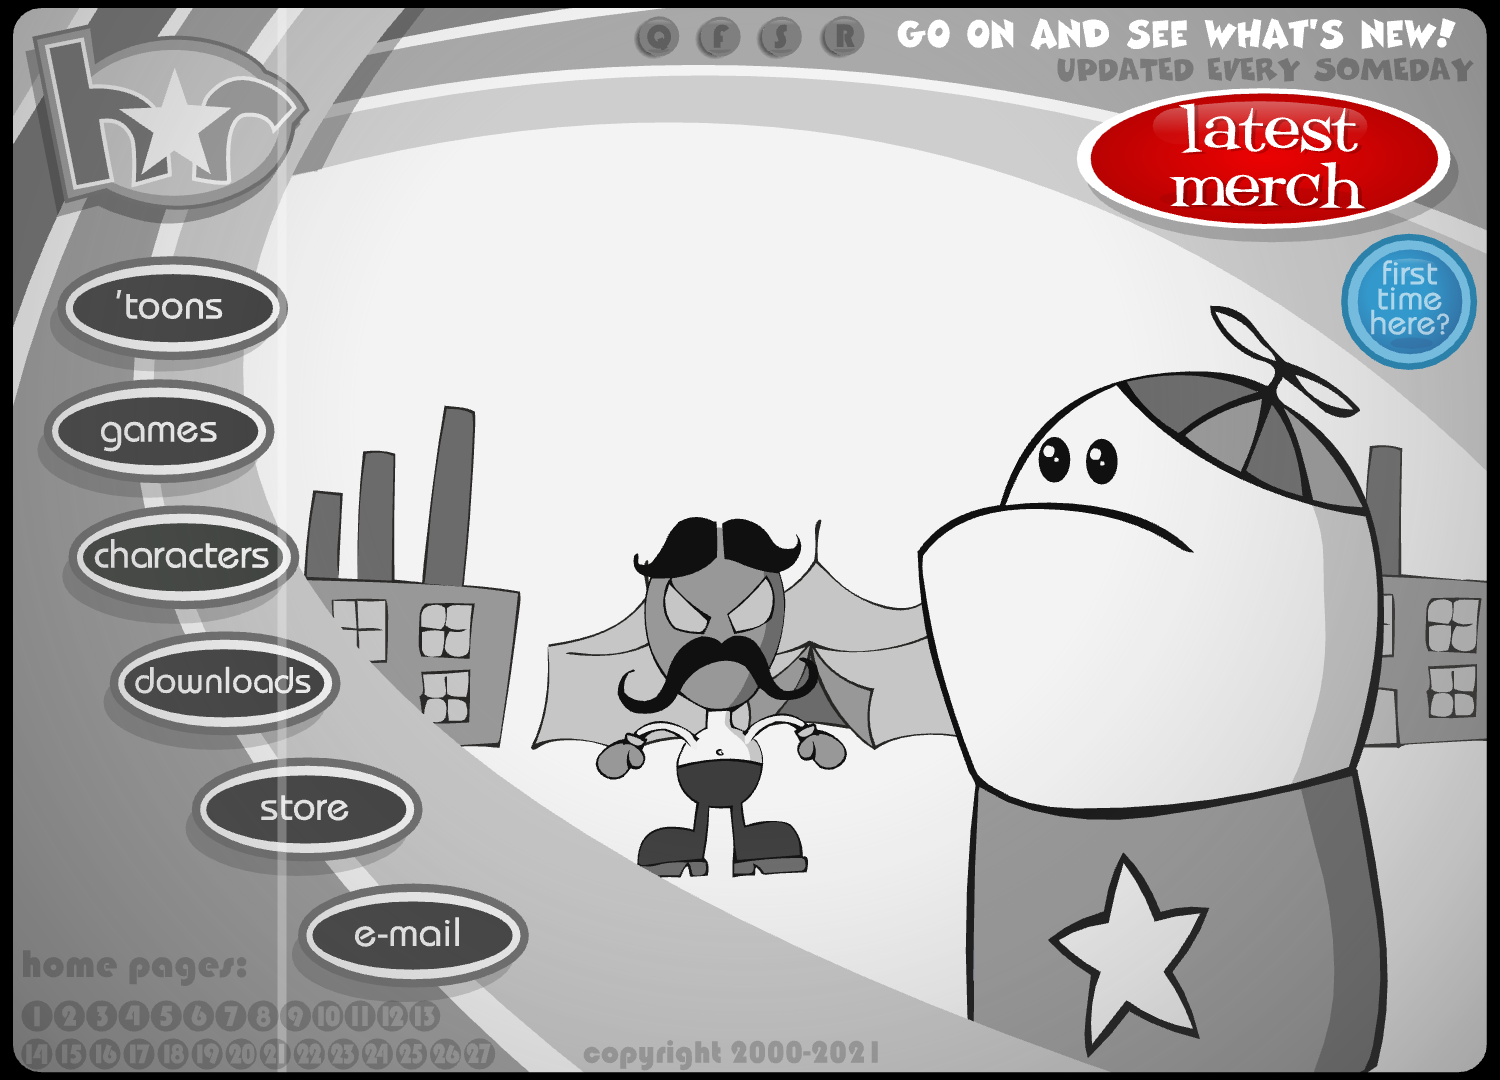 hr
Q F S R
GO ON AND SEE WHAT'S NEW!
UPDATED EVERY SOMEDAY
latest
merch
first
time
here?
'toons
games
characters
downloads
store
e-mail
home pages:
1 2 3 4 5 6 7 8 9 10 11 12 13
14 15 16 17 18 19 20 21 22 23 24 25 26 27
copyright 2000-2021